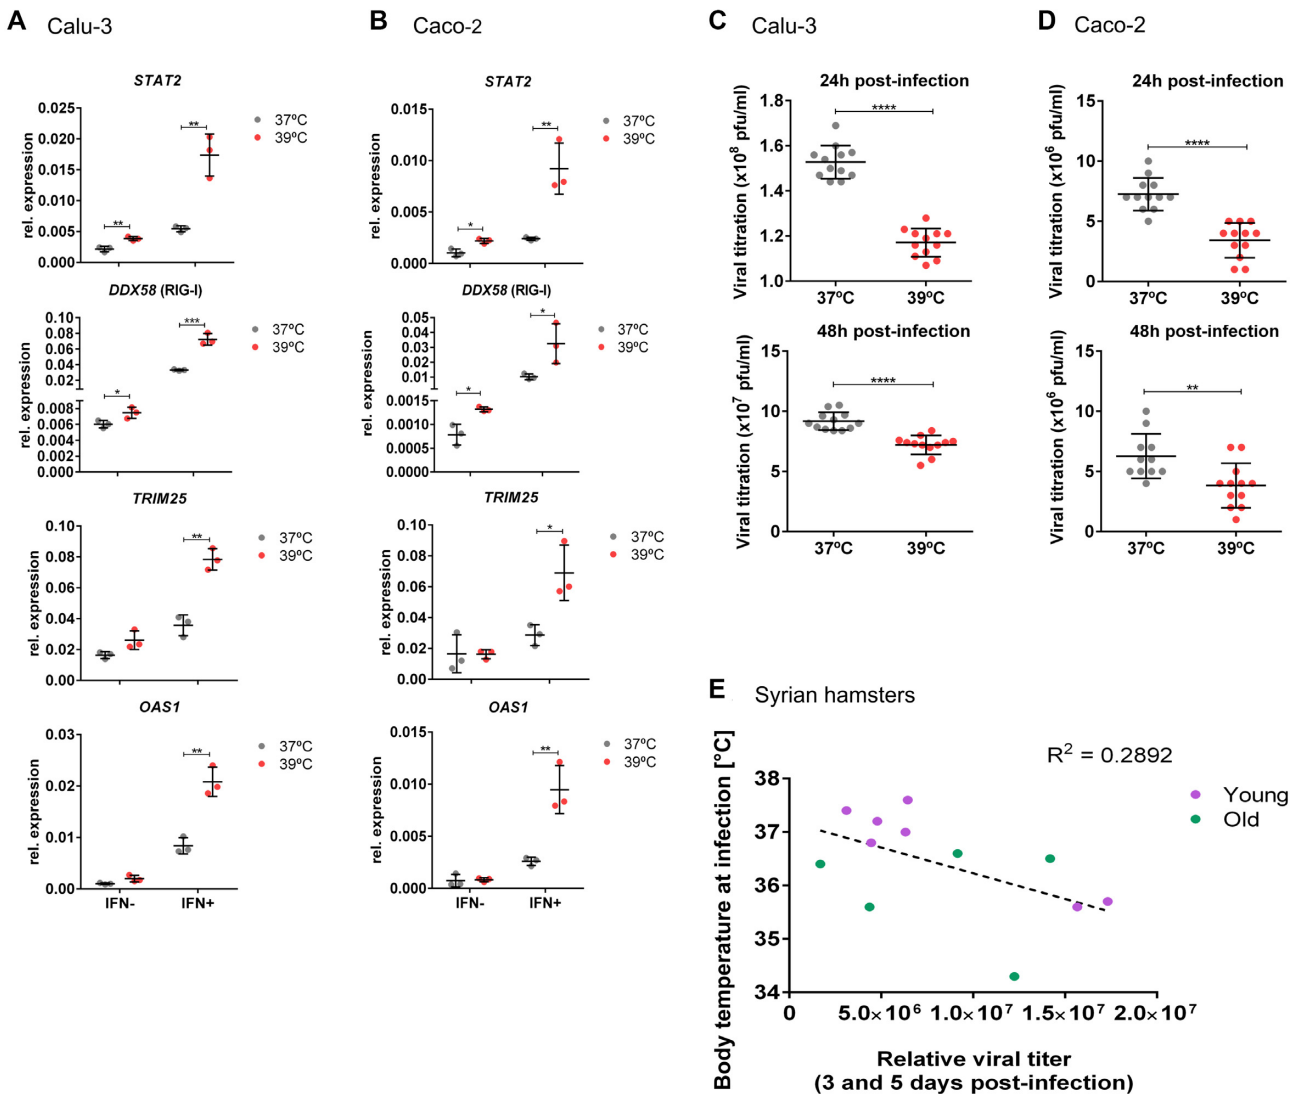 A Calu-3
STAT2
rel. expression
0.025
0.020
0.015
0.010
0.005
0.000
**
**
37ºC
39ºC
DDX58 (RIG-I)
0.10
0.08
0.06
0.04
0.02
0.008
0.006
0.004
0.002
0.000
*
***
37ºC
39ºC
TRIM25
rel. expression
0.10
0.08
0.06
0.04
0.02
0.00
**
37ºC
39ºC
OAS1
rel. expression
0.03
0.02
0.01
0.00
**
37ºC
39ºC
IFN- IFN+
B Caco-2
STAT2
rel. expression
0.015
0.010
0.005
0.000
*
**
37ºC
39ºC
DDX58 (RIG-I)
0.05
0.04
0.03
0.02
0.01
0.0015
0.0010
0.0005
0.0000
*
*
37ºC
39ºC
TRIM25
rel. expression
0.10
0.08
0.06
0.04
0.02
0.00
*
37ºC
39ºC
OAS1
rel. expression
0.015
0.010
0.005
0.000
**
37ºC
39ºC
IFN- IFN+
C Calu-3
24h post-infection
Viral titration (x10⁸ pfu/ml)
1.8
1.6
1.4
1.2
1.0
****
37ºC 39ºC
48h post-infection
Viral titration (x10⁷ pfu/ml)
15
10
5
0
****
37ºC 39ºC
D Caco-2
24h post-infection
Viral titration (x10⁶ pfu/ml)
15
10
5
0
****
37ºC 39ºC
48h post-infection
Viral titration (x10⁶ pfu/ml)
15
10
5
0
**
37ºC 39ºC
E Syrian hamsters
R² = 0.2892
Body temperature at infection [°C]
38
37
36
35
34
Young
Old
0 5.0×10⁶ 1.0×10⁷ 1.5×10⁷ 2.0×10⁷
Relative viral titer
(3 and 5 days post-infection)